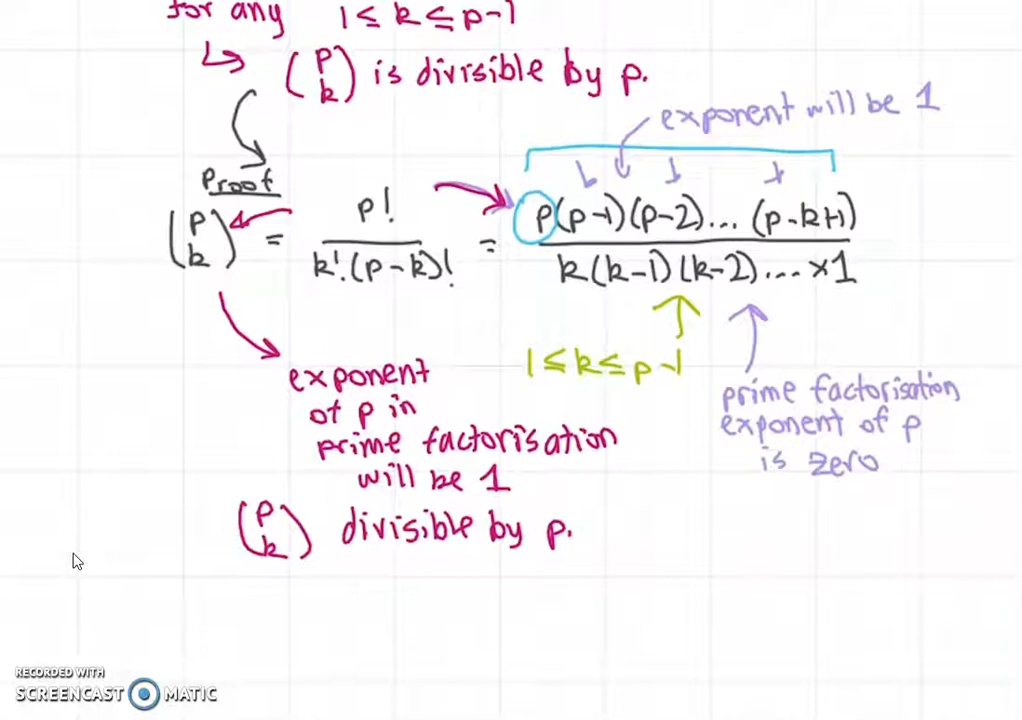 for any 1 ≤ k ≤ p-1
(p k) is divisible by p.
exponent will be 1
Proof
(p k) = p! / k!(p-k)! = p(p-1)(p-2)...(p-k+1) / k(k-1)(k-2)...×1
1 ≤ k ≤ p-1
exponent
of p in
prime factorisation
will be 1
prime factorisation
exponent of p
is zero
(p k) divisible by p.
RECORDED WITH
SCREENCAST MATIC